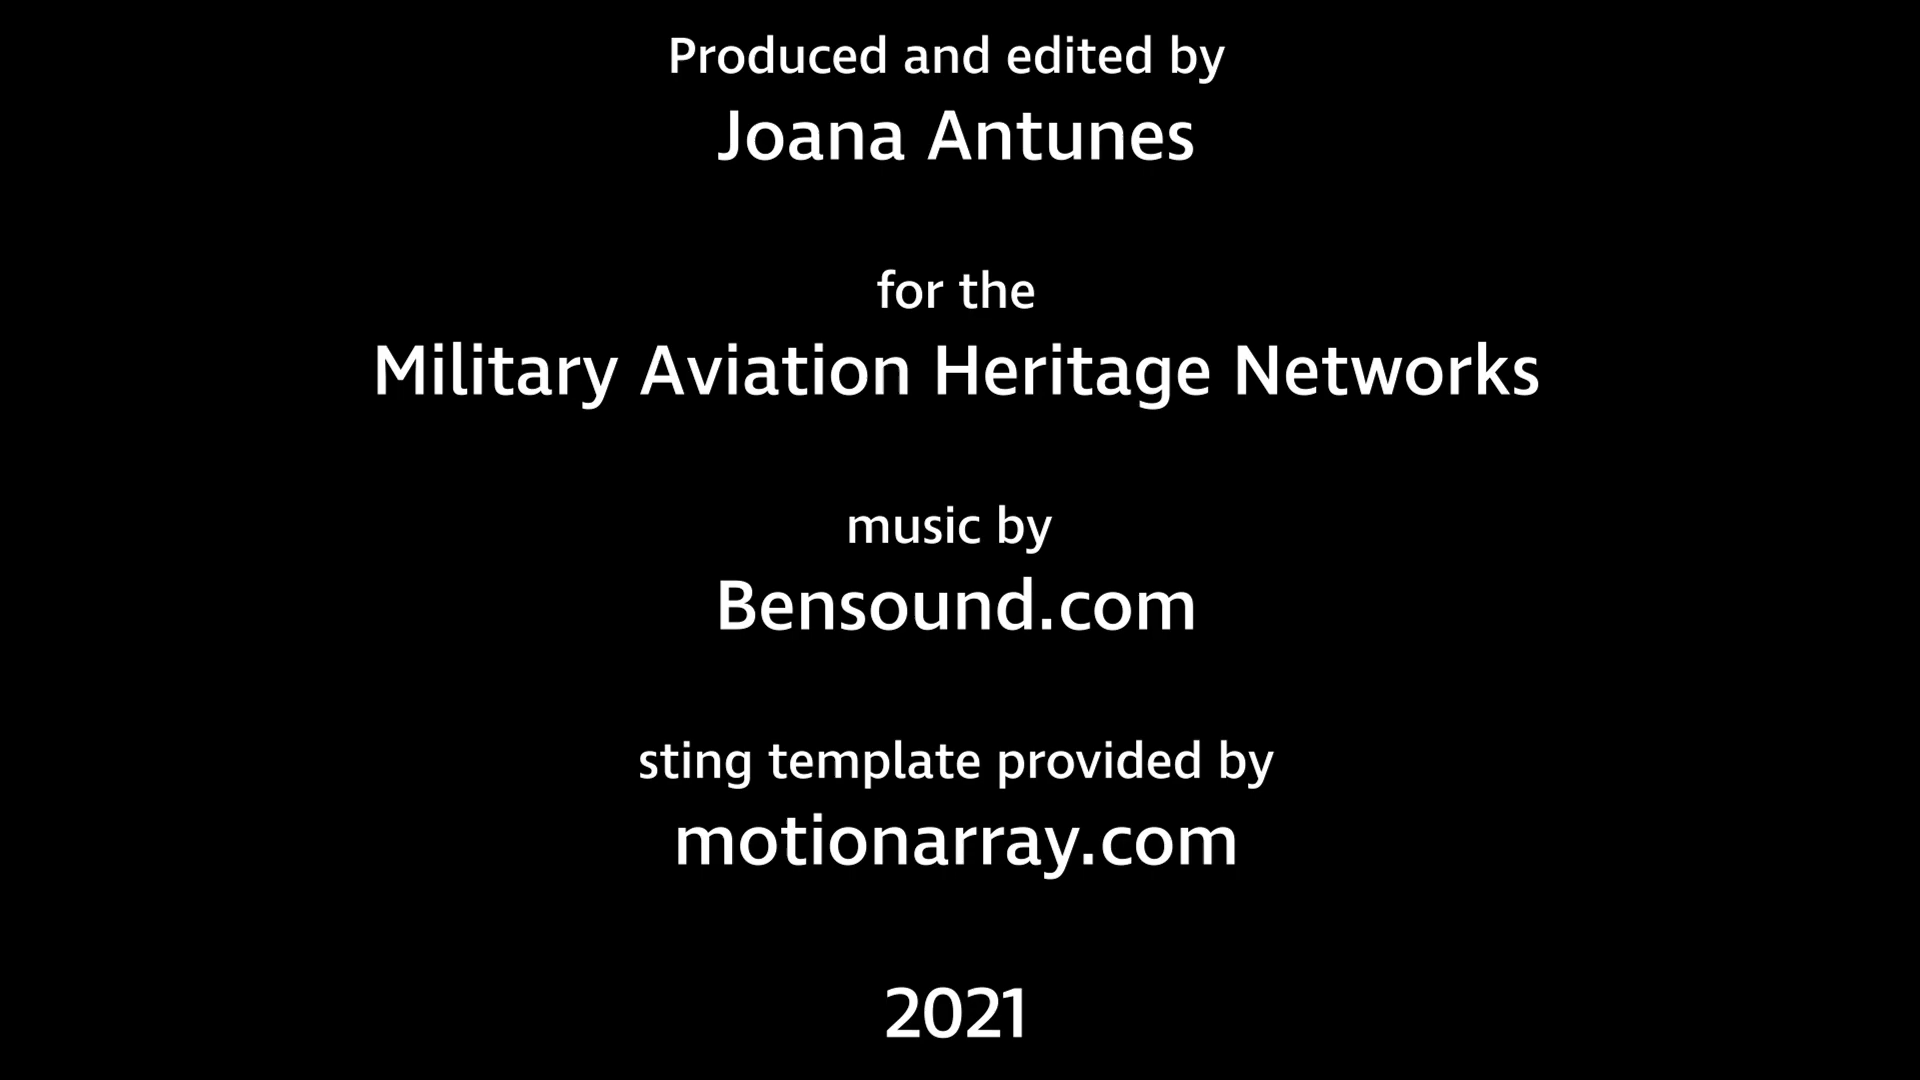 Produced and edited by
Joana Antunes
for the
Military Aviation Heritage Networks
music by
Bensound.com
sting template provided by
motionarray.com
2021